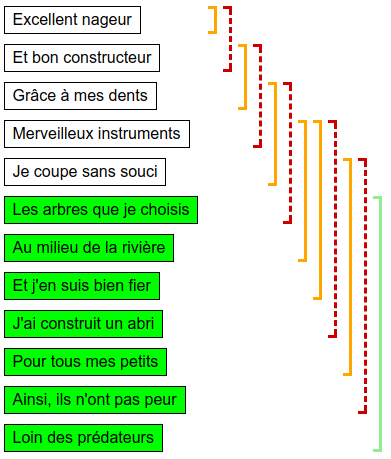 Excellent nageur
Et bon constructeur
Grâce à mes dents
Merveilleux instruments
Je coupe sans souci
Les arbres que je choisis
Au milieu de la rivière
Et j'en suis bien fier
J'ai construit un abri
Pour tous mes petits
Ainsi, ils n'ont pas peur
Loin des prédateurs